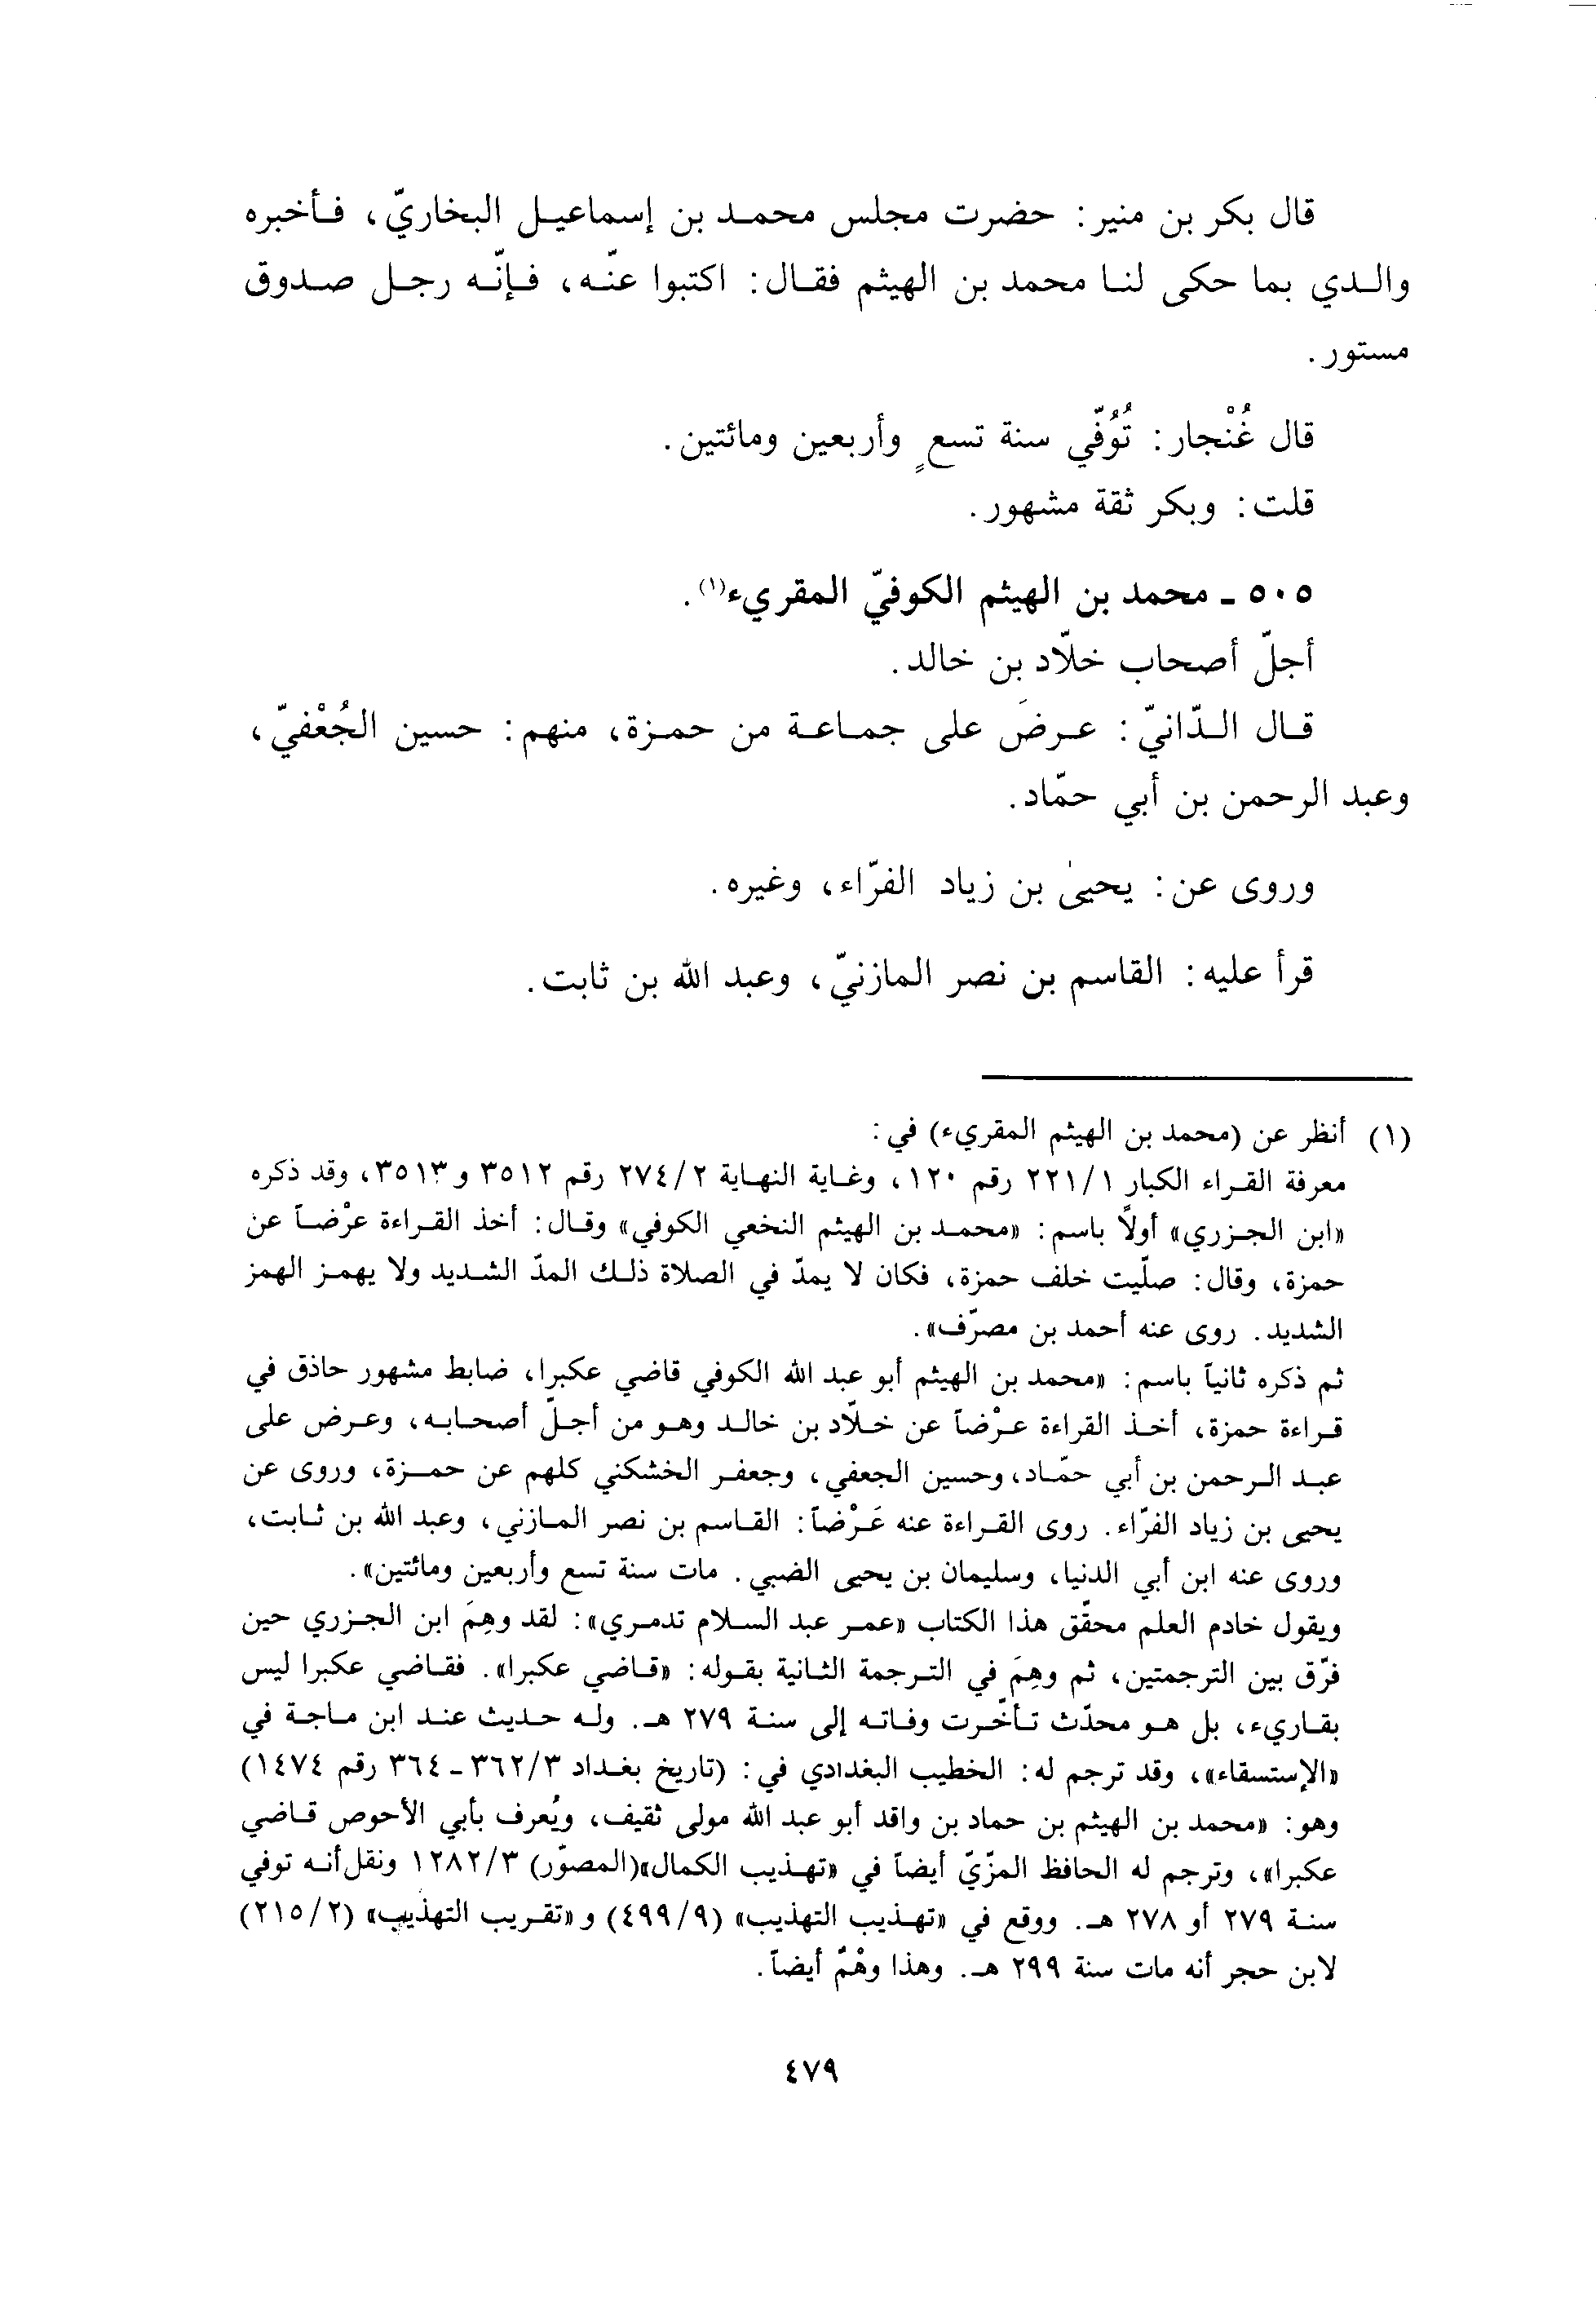 قال بكر بن منير: حضرت مجلس محمد بن إسماعيل البخاريّ، فأخبره
والدي بما حكى لنا محمد بن الهيثم فقال: اكتبوا عنّه، فإنّه رجل صدوق
مستور.
قال غُنْجار: تُوُفّي سنة تسعٍ وأربعين ومائتين.
قلت: وبكر ثقة مشهور.
٥٠٥ - محمد بن الهيثم الكوفيّ المقريء(١).
أجلّ أصحاب خلّاد بن خالد.
قال الدّانيّ: عرضَ على جماعة من حمزة، منهم: حسين الجُعْفيّ،
وعبد الرحمن بن أبي حمّاد.
وروى عن: يحيىٰ بن زياد الفرّاء، وغيره.
قرأ عليه: القاسم بن نصر المازنيّ، وعبد الله بن ثابت.
(١) أنظر عن (محمد بن الهيثم المقريء) في:
معرفة القراء الكبار ٢٢١/١ رقم ١٢٠، وغاية النهاية ٢٧٤/٢ رقم ٣٥١٢ و٣٥١٣، وقد ذكره
«ابن الجزري» أولاً باسم: «محمد بن الهيثم النخعي الكوفي» وقال: أخذ القراءة عرْضاً عن
حمزة، وقال: صلّيت خلف حمزة، فكان لا يمدّ في الصلاة ذلك المدّ الشديد ولا يهمز الهمز
الشديد. روى عنه أحمد بن مصرّف».
ثم ذكره ثانياً باسم: «محمد بن الهيثم أبو عبد الله الكوفي قاضي عكبرا، ضابط مشهور حاذق في
قراءة حمزة، أخذ القراءة عرْضاً عن خلّاد بن خالد وهو من أجلّ أصحابه، وعرض على
عبد الرحمن بن أبي حمّاد، وحسين الجعفي، وجعفر الخشكني كلهم عن حمزة، وروى عن
يحيى بن زياد الفرّاء. روى القراءة عنه عَرْضاً: القاسم بن نصر المازني، وعبد الله بن ثابت،
وروى عنه ابن أبي الدنيا، وسليمان بن يحيى الضبي. مات سنة تسع وأربعين ومائتين».
ويقول خادم العلم محقّق هذا الكتاب «عمر عبد السلام تدمري»: لقد وهِمَ ابن الجزري حين
فرّق بين الترجمتين، ثم وهِمَ في الترجمة الثانية بقوله: «قاضي عكبرا». فقاضي عكبرا ليس
بقاريء، بل هو محدّث تأخّرت وفاته إلى سنة ٢٧٩ هـ. وله حديث عند ابن ماجة في
«الإستسقاء»، وقد ترجم له: الخطيب البغدادي في: (تاريخ بغداد ٣٦٢/٣ - ٣٦٤ رقم ١٤٧٤)
وهو: «محمد بن الهيثم بن حماد بن واقد أبو عبد الله مولى ثقيف، ويُعرف بأبي الأحوص قاضي
عكبرا»، وترجم له الحافظ المزّيّ أيضاً في «تهذيب الكمال»(المصوّر) ١٢٨٢/٣ ونقل أنه توفي
سنة ٢٧٩ أو ٢٧٨ هـ. ووقع في «تهذيب التهذيب» (٤٩٩/٩) و«تقريب التهذيب» (٢١٥/٢)
لابن حجر أنه مات سنة ٢٩٩ هـ. وهذا وهْمٌ أيضاً.
٤٧٩